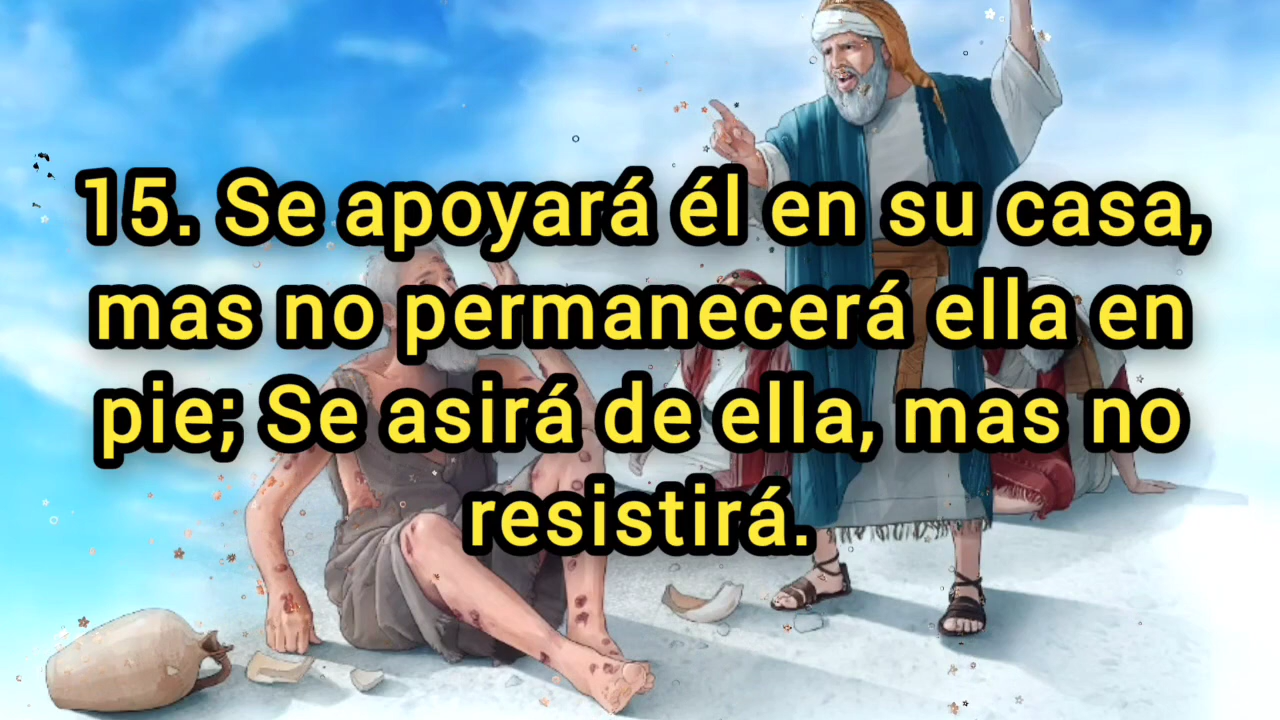 15. Se apoyará él en su casa,
mas no permanecerá ella en
pie; Se asirá de ella, mas no
resistirá.